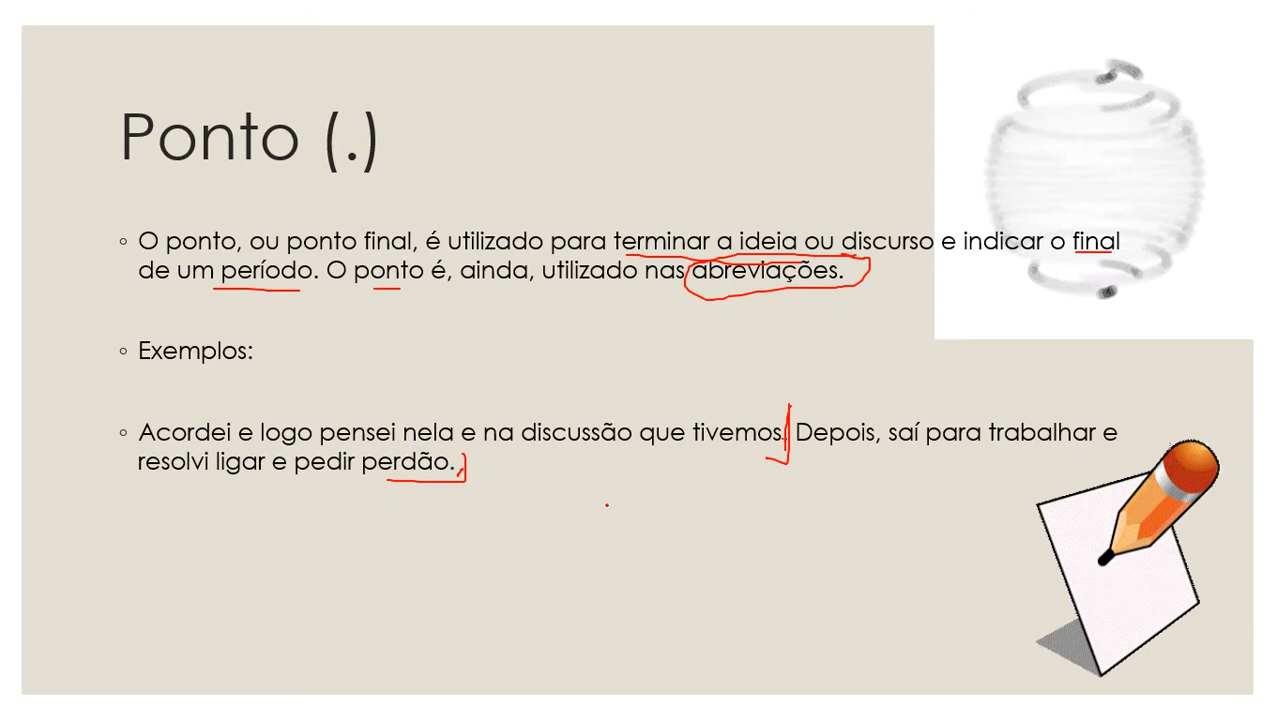 Ponto (.)
◦ O ponto, ou ponto final, é utilizado para terminar a ideia ou discurso e indicar o final
de um período. O ponto é, ainda, utilizado nas abreviações.
◦ Exemplos:
◦ Acordei e logo pensei nela e na discussão que tivemos. Depois, saí para trabalhar e
resolvi ligar e pedir perdão.